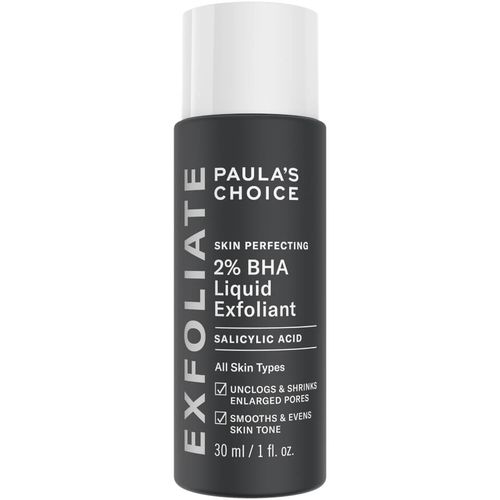 EXFOLIATE
PAULA'S
CHOICE
SKIN PERFECTING
2% BHA
Liquid
Exfoliant
SALICYLIC ACID
All Skin Types
UNCLOGS & SHRINKS
ENLARGED PORES
SMOOTHS & EVENS
SKIN TONE
30 ml / 1 fl. oz.